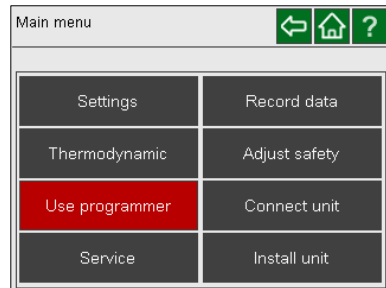 Main menu ?
Settings Record data
Thermodynamic Adjust safety
Use programmer Connect unit
Service Install unit